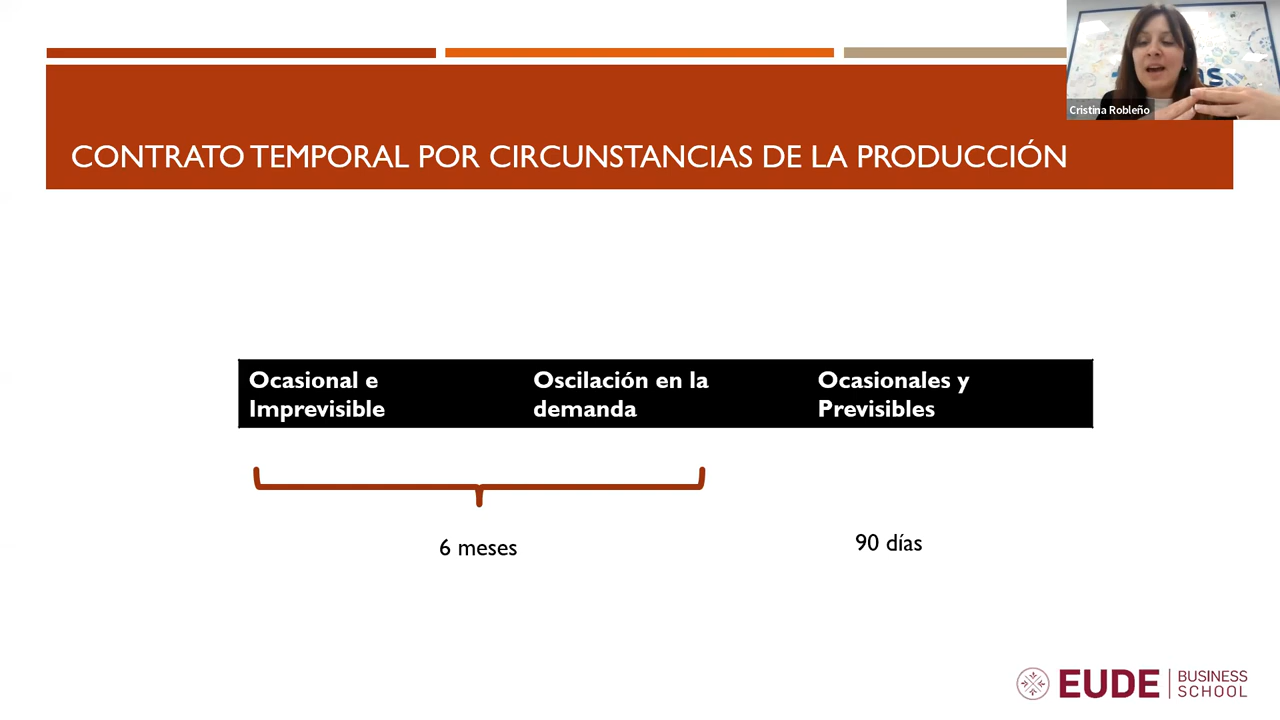 Cristina Robleño
CONTRATO TEMPORAL POR CIRCUNSTANCIAS DE LA PRODUCCIÓN
Ocasional e
Imprevisible
Oscilación en la
demanda
Ocasionales y
Previsibles
6 meses
90 días
EUDE
BUSINESS
SCHOOL